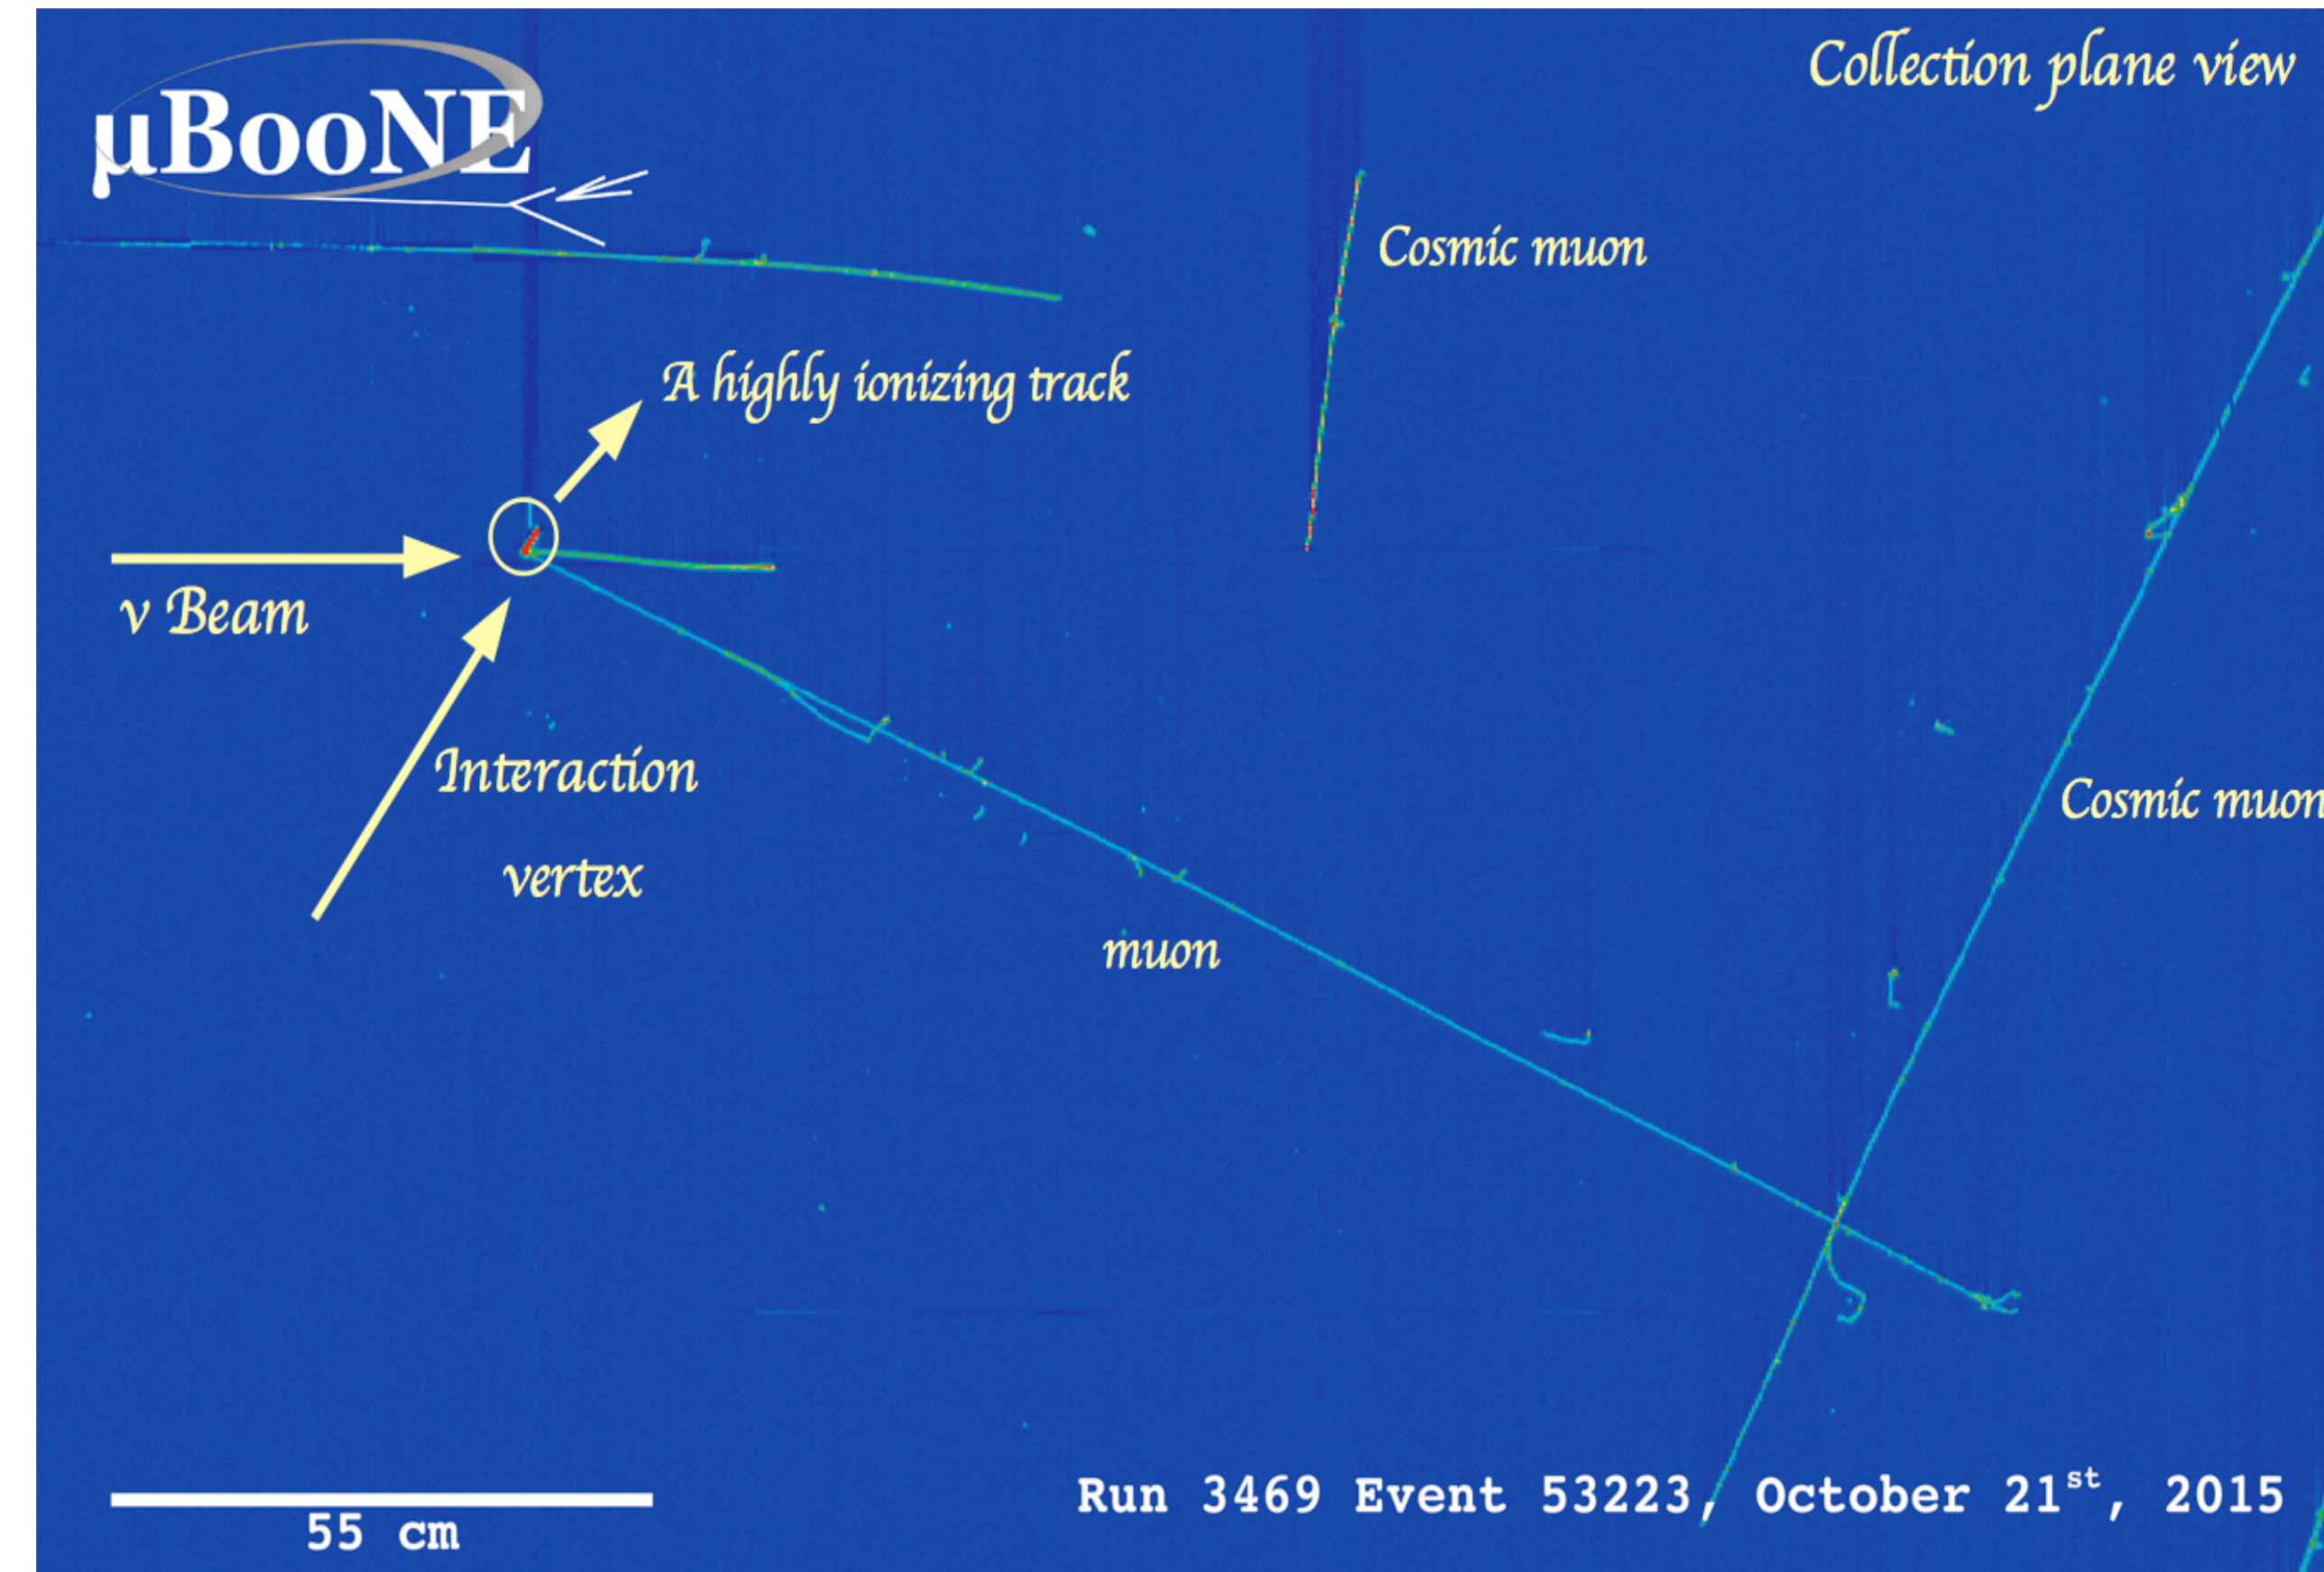 Collection plane view
µBooNE
Cosmic muon
A highly ionizing track
ν Beam
Interaction
vertex
Cosmic muon
muon
Run 3469 Event 53223, October 21st, 2015
55 cm